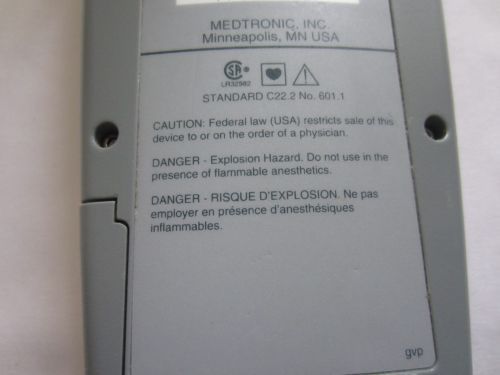 MEDTRONIC, INC.
Minneapolis, MN USA
SA
LR32582
STANDARD C22.2 No. 601.1
CAUTION: Federal law (USA) restricts sale of this
device to or on the order of a physician.
DANGER - Explosion Hazard. Do not use in the
presence of flammable anesthetics.
DANGER - RISQUE D'EXPLOSION. Ne pas
employer en présence d'anesthésiques
inflammables.
gvp